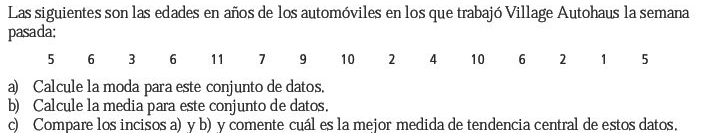 Las siguientes son las edades en años de los automóviles en los que trabajó Village Autohaus la semana
pasada:
5 6 3 6 11 7 9 10 2 4 10 6 2 1 5
a) Calcule la moda para este conjunto de datos.
b) Calcule la media para este conjunto de datos.
c) Compare los incisos a) y b) y comente cuál es la mejor medida de tendencia central de estos datos.